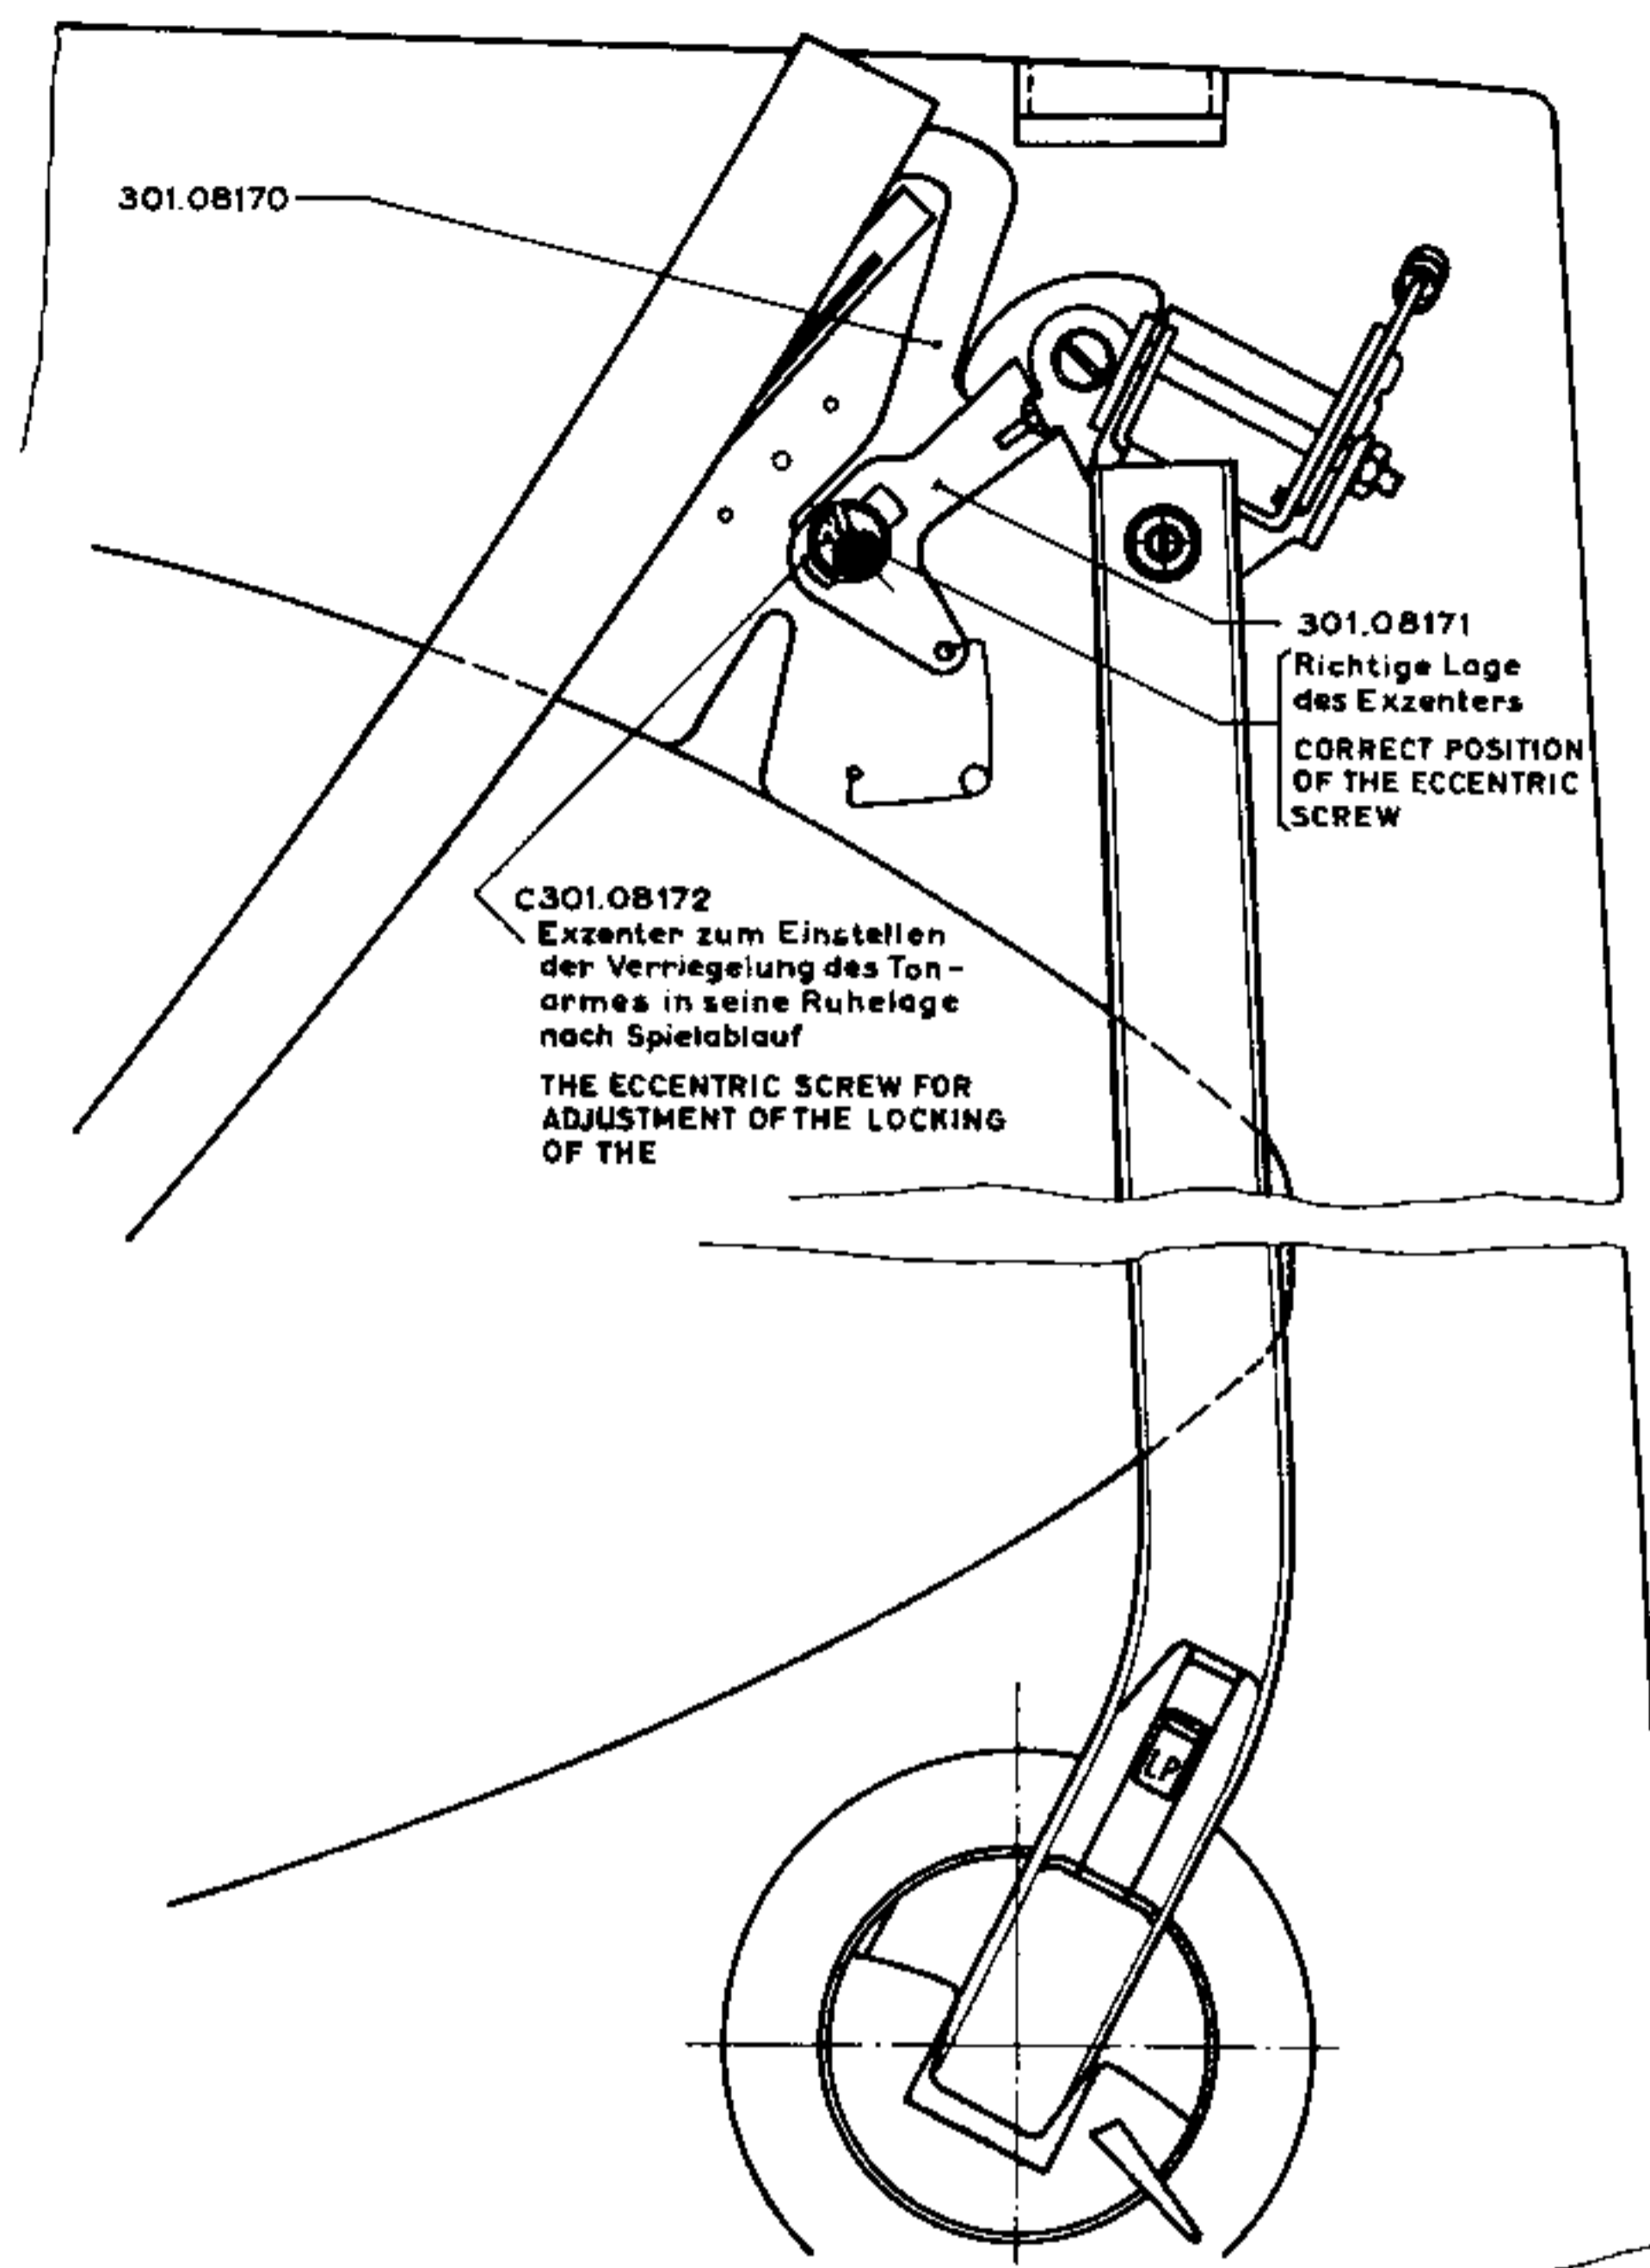 301.08170
301.08171
Richtige Lage
des Exzenters
CORRECT POSITION
OF THE ECCENTRIC
SCREW
C301.08172
Exzenter zum Einstellen
der Verriegelung des Ton-
armes in seine Ruhelage
nach Spielablauf
THE ECCENTRIC SCREW FOR
ADJUSTMENT OF THE LOCKING
OF THE
LP